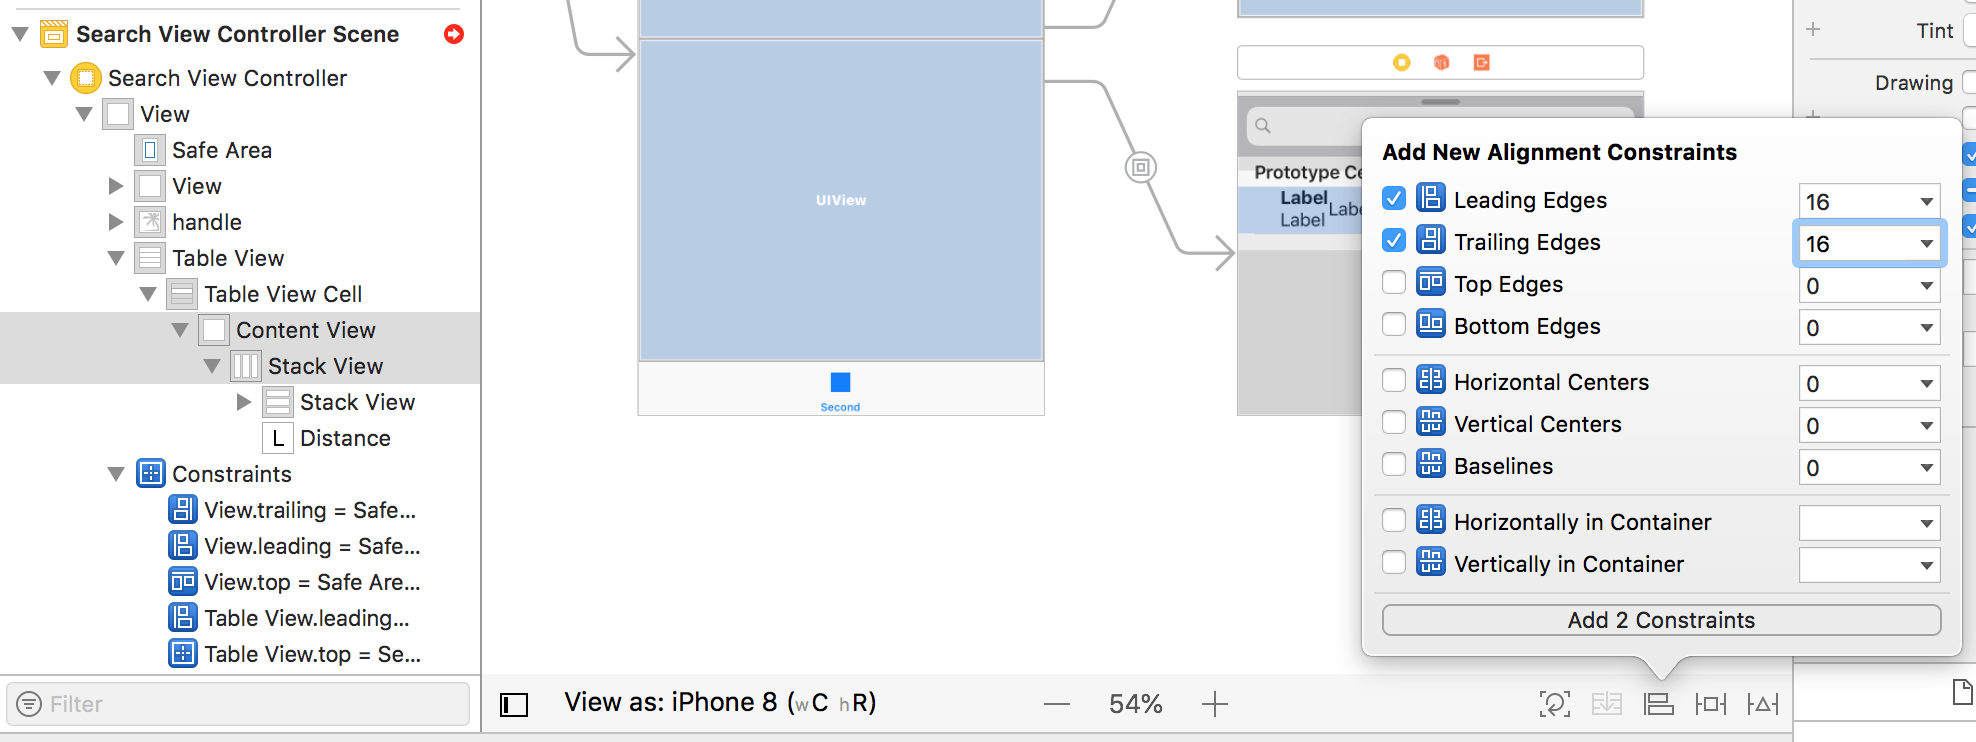 Search View Controller Scene
Search View Controller
View
Safe Area
View
handle
Table View
Table View Cell
Content View
Stack View
Stack View
L Distance
Constraints
View.trailing = Safe...
View.leading = Safe...
View.top = Safe Are...
Table View.leading...
Table View.top = Se...
Filter
UIView
Second
Prototype Ce
Label
Label
Labe
View as: iPhone 8 (wC hR)
54%
Add New Alignment Constraints
Leading Edges 16
Trailing Edges 16
Top Edges 0
Bottom Edges 0
Horizontal Centers 0
Vertical Centers 0
Baselines 0
Horizontally in Container
Vertically in Container
Add 2 Constraints
Tint
Drawing